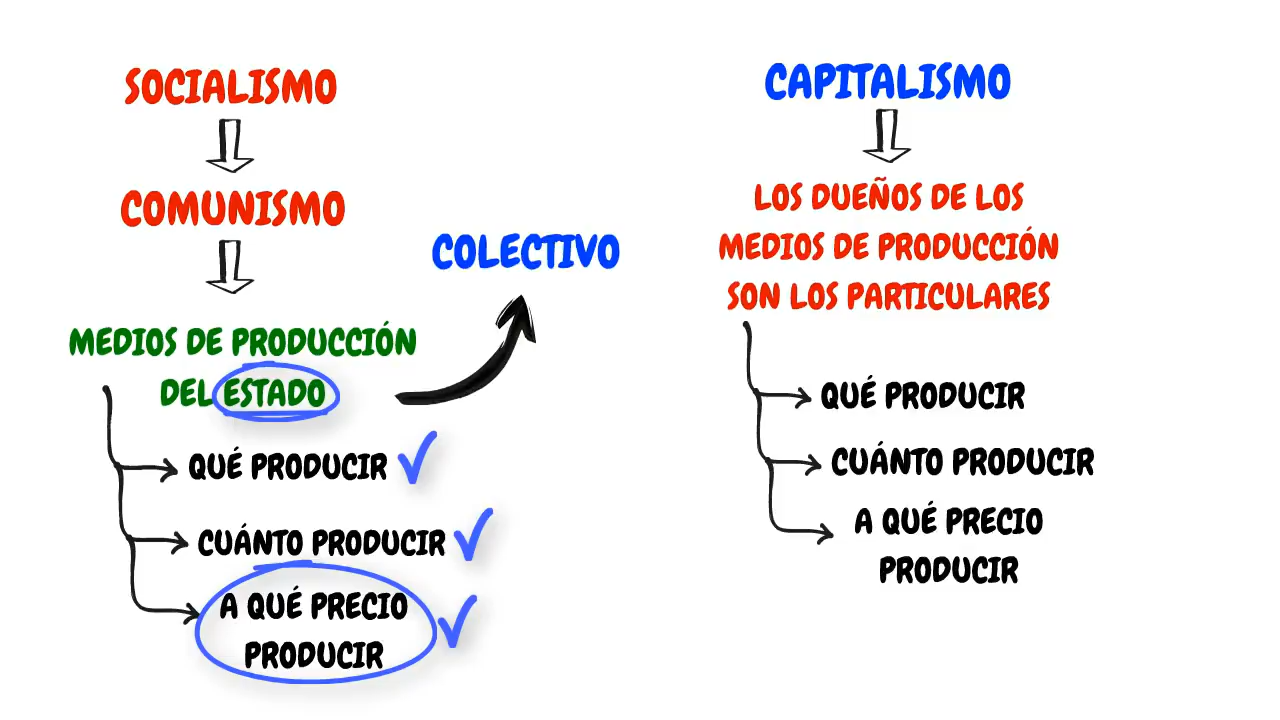 SOCIALISMO
COMUNISMO
MEDIOS DE PRODUCCIÓN
DEL ESTADO
QUÉ PRODUCIR
CUÁNTO PRODUCIR
A QUÉ PRECIO
PRODUCIR
COLECTIVO
CAPITALISMO
LOS DUEÑOS DE LOS
MEDIOS DE PRODUCCIÓN
SON LOS PARTICULARES
QUÉ PRODUCIR
CUÁNTO PRODUCIR
A QUÉ PRECIO
PRODUCIR